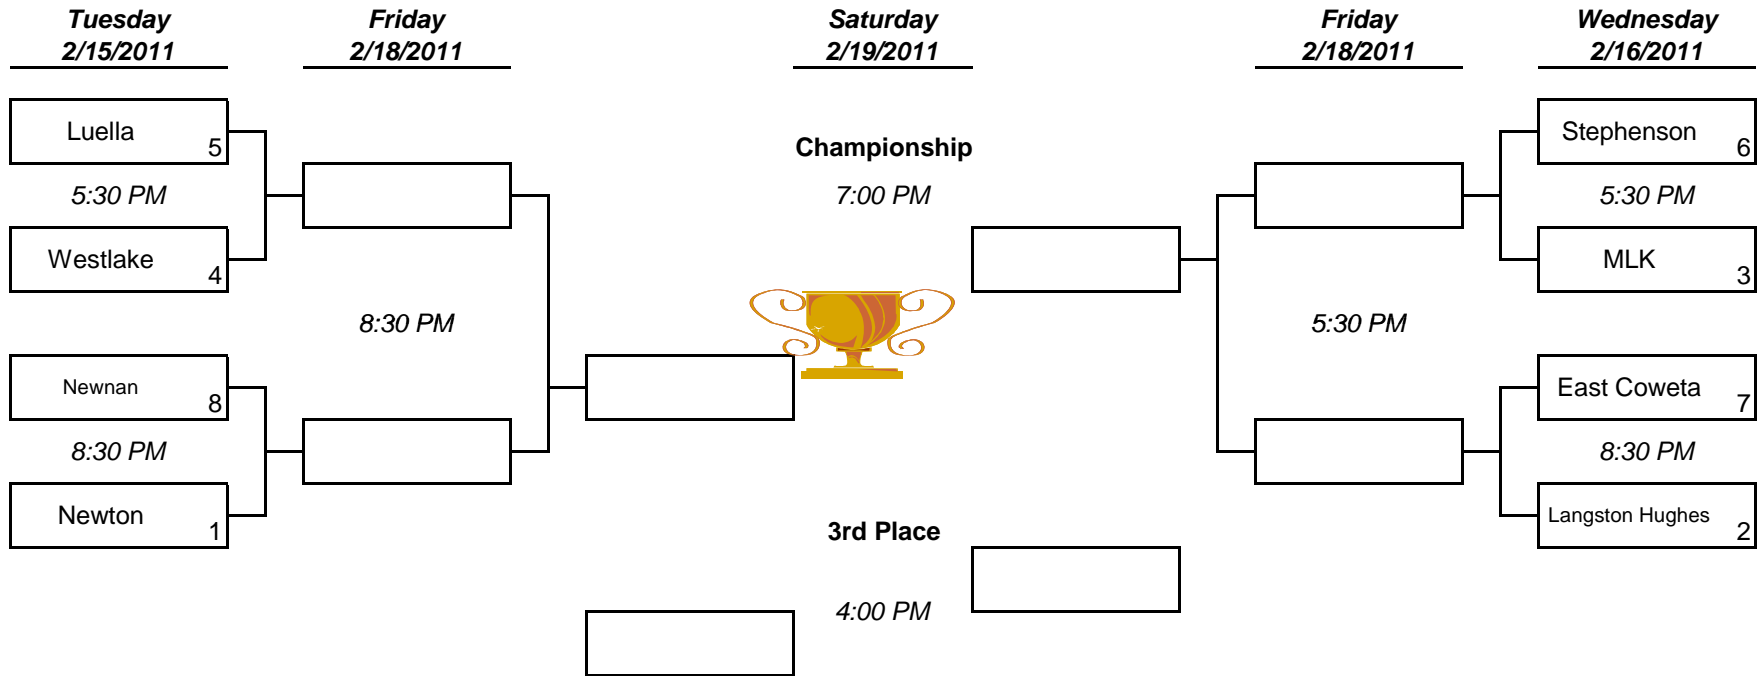 Tuesday
2/15/2011
Friday
2/18/2011
Saturday
2/19/2011
Friday
2/18/2011
Wednesday
2/16/2011
Luella
5
5:30 PM
Westlake
4
8:30 PM
Newnan
8
8:30 PM
Newton
1
Championship
7:00 PM
3rd Place
4:00 PM
5:30 PM
Stephenson
6
5:30 PM
MLK
3
East Coweta
7
8:30 PM
Langston Hughes
2